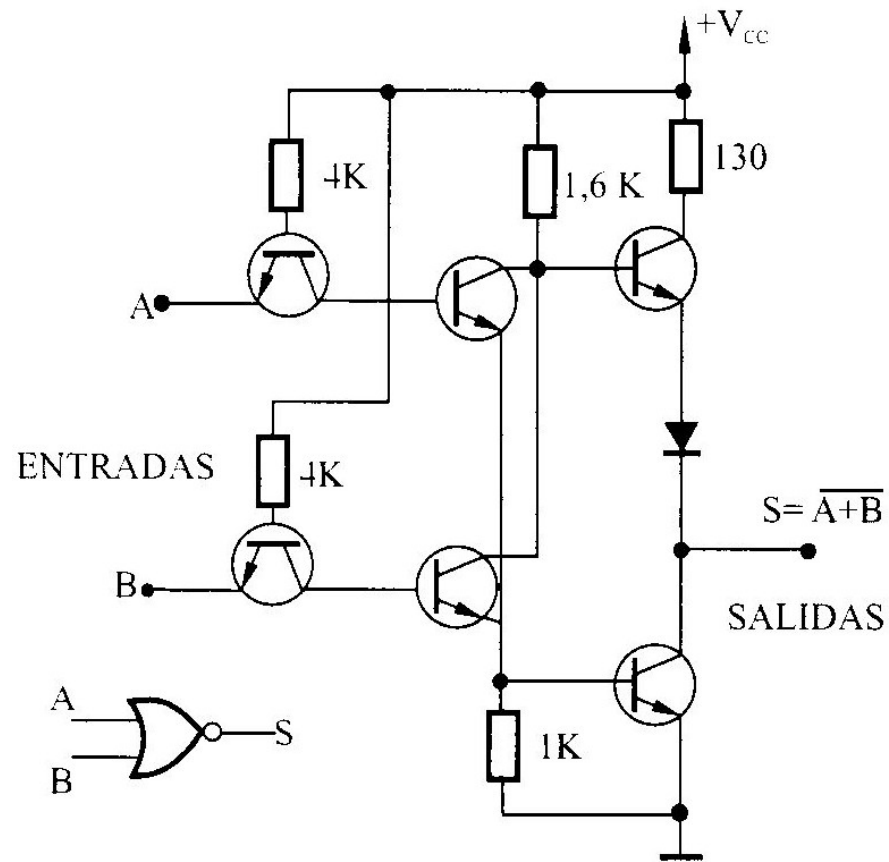 +Vcc
4K
1,6 K
130
A
ENTRADAS
4K
S= A+B
B
SALIDAS
A
S
B
1K